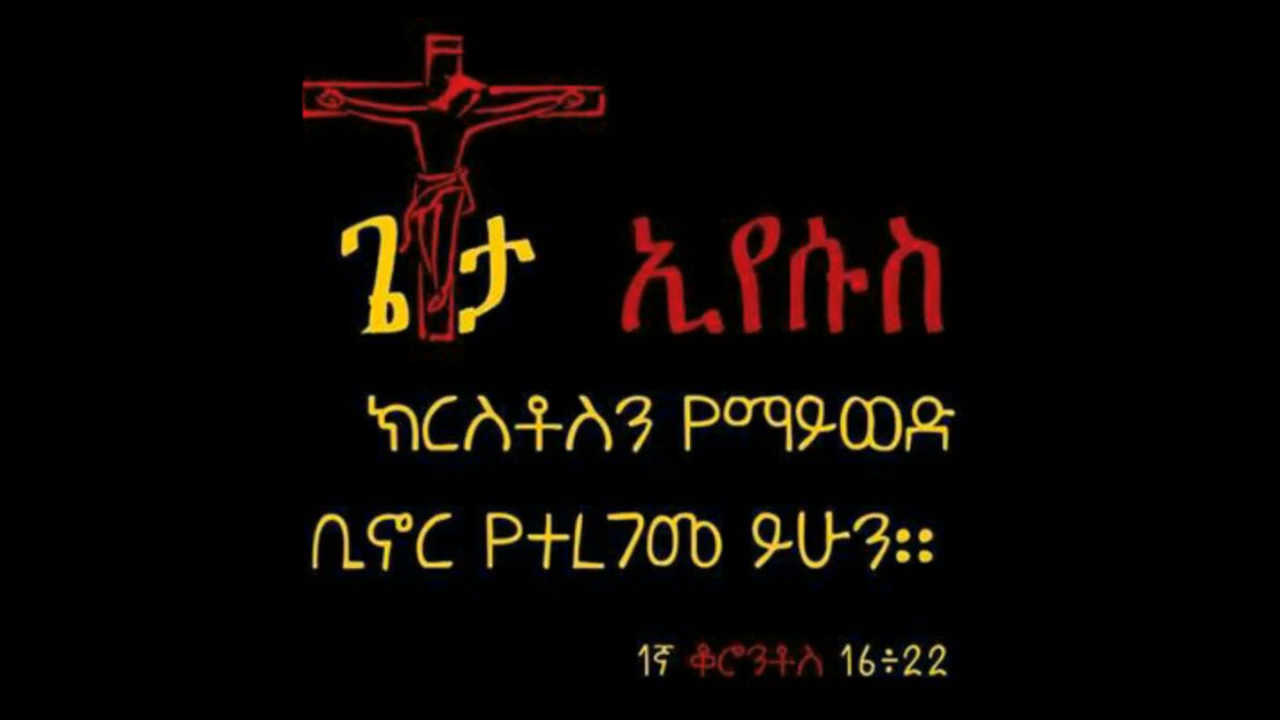 ጌታ ኢየሱስ
ክርስቶስን የማይወድ
ቢኖር የተረገመ ይሁን፡፡
1ኛ ቆሮንቶስ 16÷22